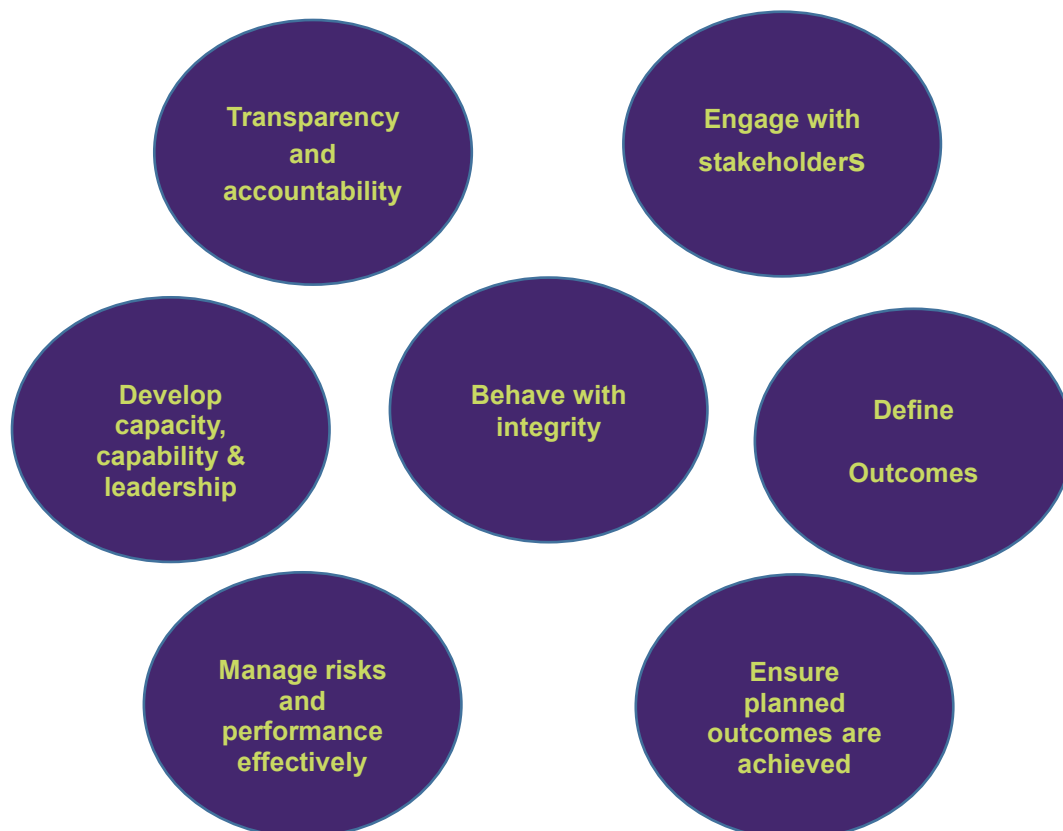 Transparency
and
accountability
Engage with
stakeholders
Develop
capacity,
capability &
leadership
Behave with
integrity
Define
Outcomes
Manage risks
and
performance
effectively
Ensure
planned
outcomes are
achieved